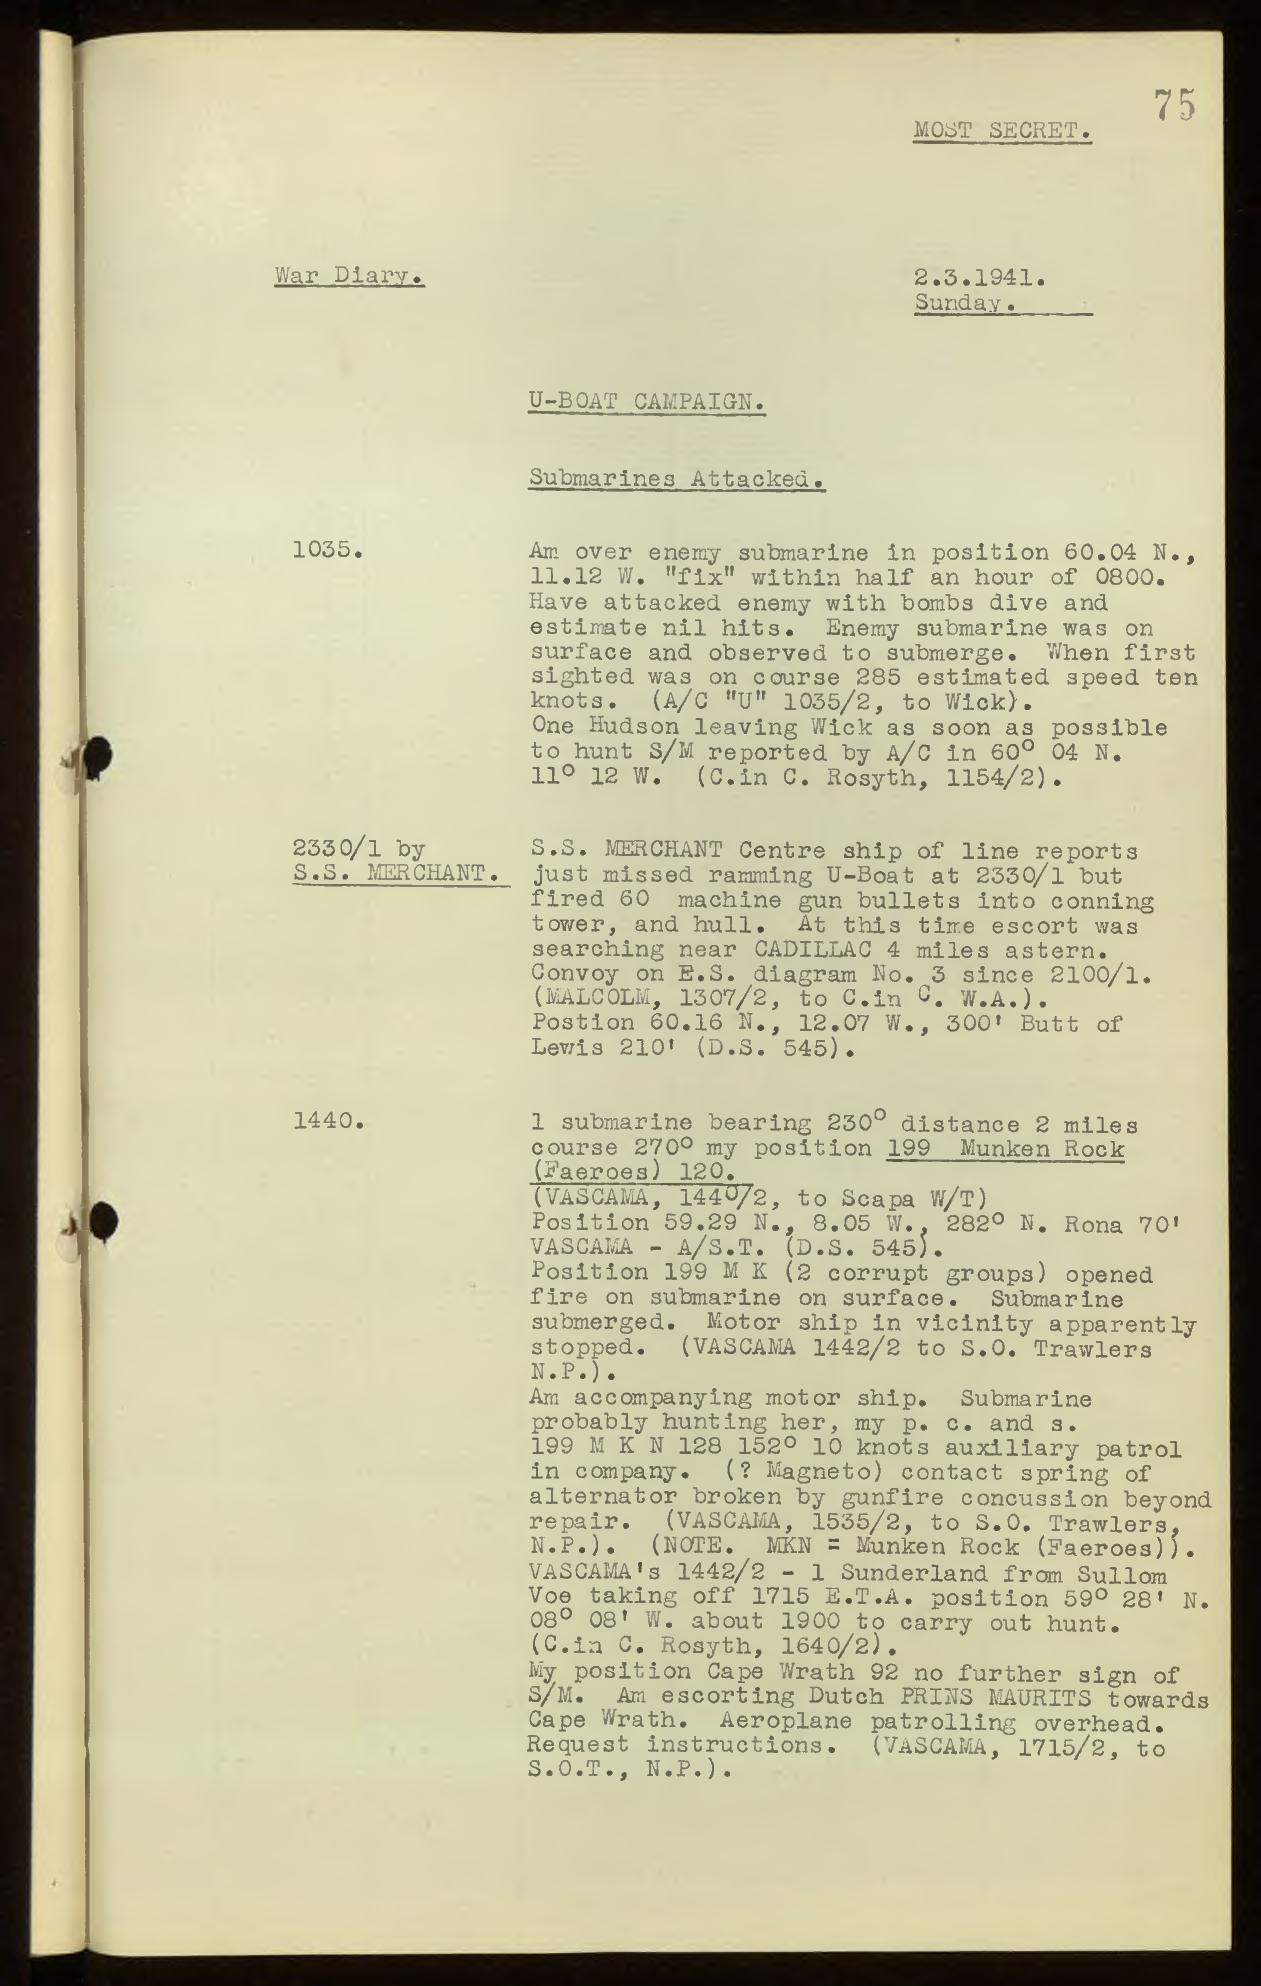 75
MOST SECRET.
War Diary.
2.3.1941.
Sunday.
U-BOAT CAMPAIGN.
Submarines Attacked.
1035.
Am over enemy submarine in position 60.04 N.,
11.12 W. "fix" within half an hour of 0800.
Have attacked enemy with bombs dive and
estimate nil hits. Enemy submarine was on
surface and observed to submerge. When first
sighted was on course 285 estimated speed ten
knots. (A/C "U" 1035/2, to Wick).
One Hudson leaving Wick as soon as possible
to hunt S/M reported by A/C in 60° 04 N.
11° 12 W. (C.in C. Rosyth, 1154/2).
2330/1 by
S.S. MERCHANT.
S.S. MERCHANT Centre ship of line reports
just missed ramming U-Boat at 2330/1 but
fired 60 machine gun bullets into conning
tower, and hull. At this time escort was
searching near CADILLAC 4 miles astern.
Convoy on E.S. diagram No. 3 since 2100/1.
(MALCOLM, 1307/2, to C.in C. W.A.).
Postion 60.16 N., 12.07 W., 300' Butt of
Lewis 210' (D.S. 545).
1440.
1 submarine bearing 230° distance 2 miles
course 270° my position 199 Munken Rock
(Faeroes) 120.
(VASCAMA, 1440/2, to Scapa W/T)
Position 59.29 N., 8.05 W., 282° N. Rona 70'
VASCAMA - A/S.T. (D.S. 545).
Position 199 M K (2 corrupt groups) opened
fire on submarine on surface. Submarine
submerged. Motor ship in vicinity apparently
stopped. (VASCAMA 1442/2 to S.O. Trawlers
N.P.).
Am accompanying motor ship. Submarine
probably hunting her, my p. c. and s.
199 M K N 128 152° 10 knots auxiliary patrol
in company. (? Magneto) contact spring of
alternator broken by gunfire concussion beyond
repair. (VASCAMA, 1535/2, to S.O. Trawlers,
N.P.). (NOTE. MKN = Munken Rock (Faeroes)).
VASCAMA's 1442/2 - 1 Sunderland from Sullom
Voe taking off 1715 E.T.A. position 59° 28' N.
08° 08' W. about 1900 to carry out hunt.
(C.in C. Rosyth, 1640/2).
My position Cape Wrath 92 no further sign of
S/M. Am escorting Dutch PRINS MAURITS towards
Cape Wrath. Aeroplane patrolling overhead.
Request instructions. (VASCAMA, 1715/2, to
S.O.T., N.P.).